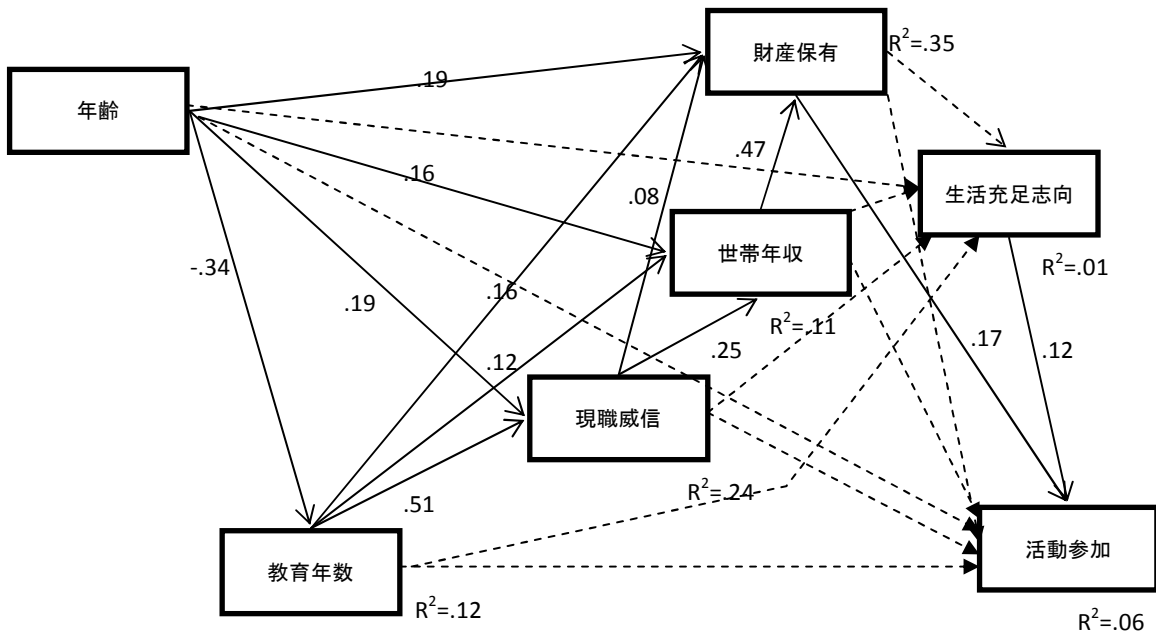 財産保有
R²=.35
年齢
.19
.47
生活充足志向
.16
.08
世帯年収
R²=.01
-.34
.19
.16
R²=.11
.25
.17
.12
.12
現職威信
R²=.24
.51
活動参加
教育年数
R²=.12
R²=.06